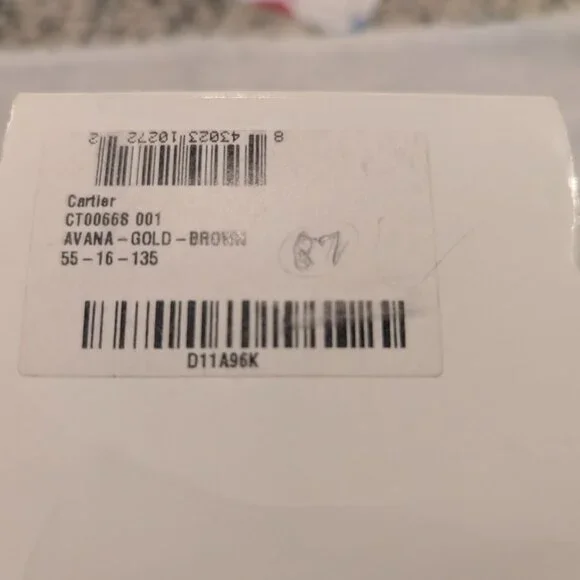 8 43023 10272 2
Cartier
CT0066S 001
AVANA-GOLD-BROWN
55-16-135
D11A96K